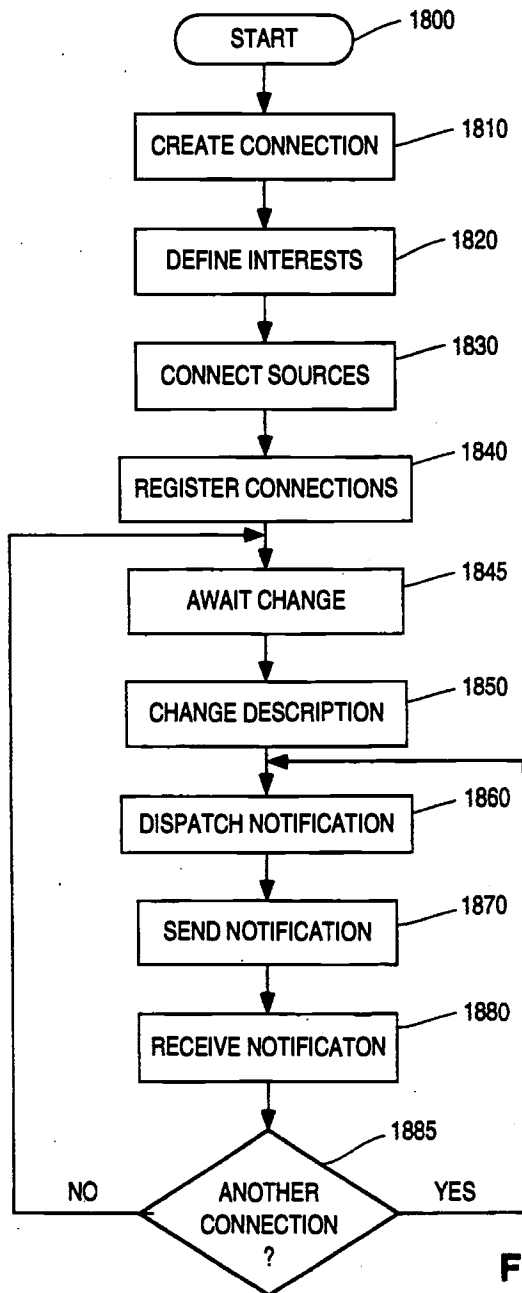 START
1800
CREATE CONNECTION
1810
DEFINE INTERESTS
1820
CONNECT SOURCES
1830
REGISTER CONNECTIONS
1840
AWAIT CHANGE
1845
CHANGE DESCRIPTION
1850
DISPATCH NOTIFICATION
1860
SEND NOTIFICATION
1870
RECEIVE NOTIFICATON
1880
1885
NO
ANOTHER
CONNECTION
?
YES
F